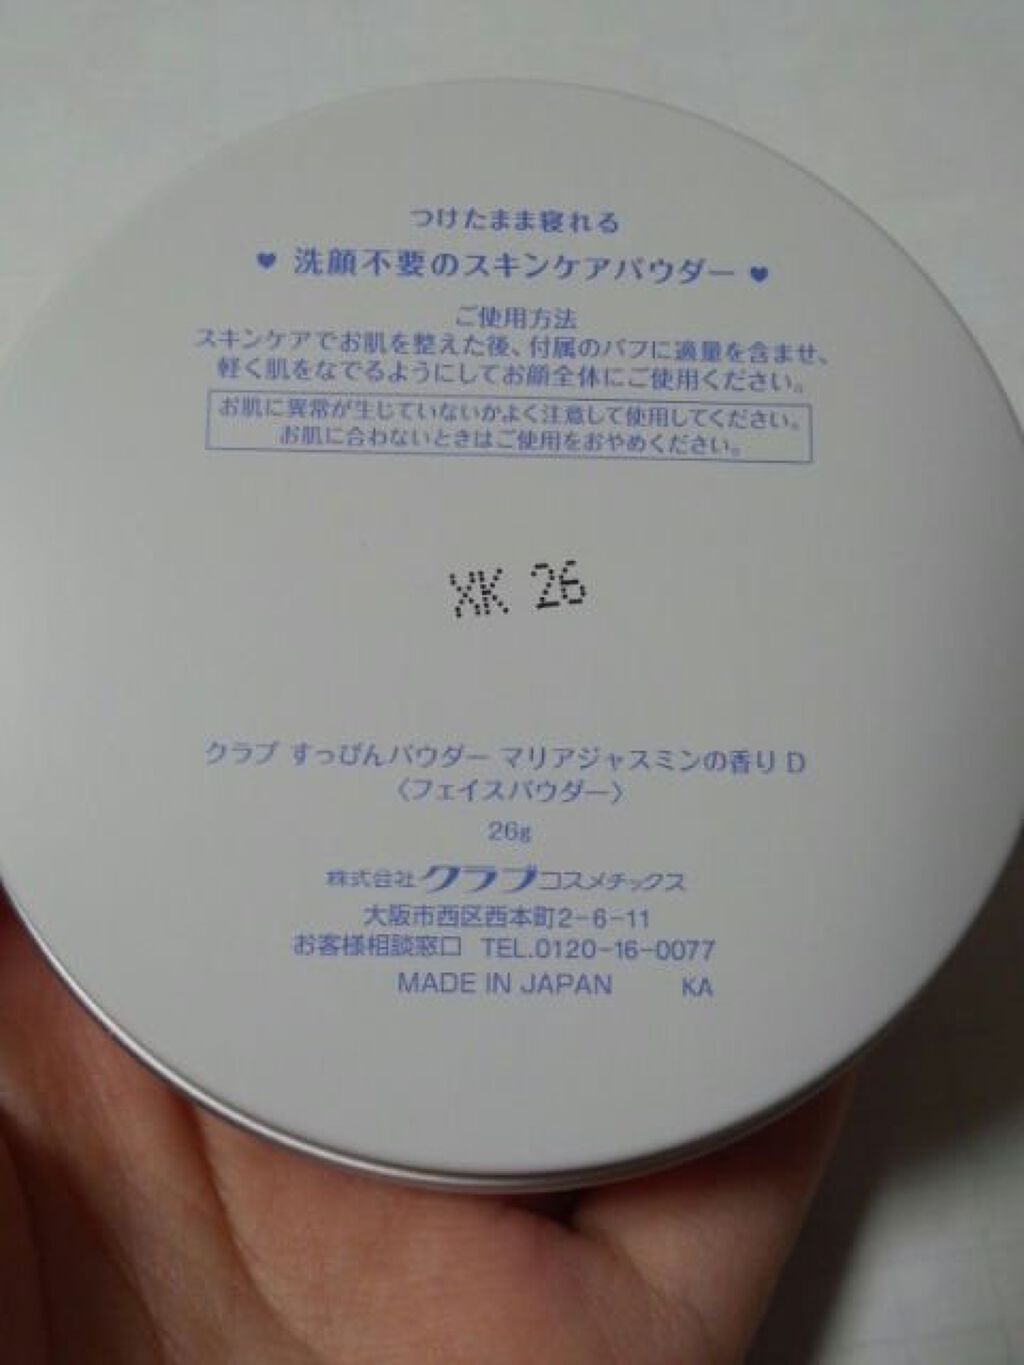 つけたまま寝れる
♥ 洗顔不要のスキンケアパウダー ♥
ご使用方法
スキンケアでお肌を整えた後、付属のパフに適量を含ませ、
軽く肌をなでるようにしてお顔全体にご使用ください。
お肌に異常が生じていないかよく注意して使用してください。
お肌に合わないときはご使用をおやめください。
XK 26
クラブ すっぴんパウダー マリアジャスミンの香り D
〈フェイスパウダー〉
26g
株式会社クラブコスメチックス
大阪市西区西本町2-6-11
お客様相談窓口 TEL.0120-16-0077
MADE IN JAPAN KA